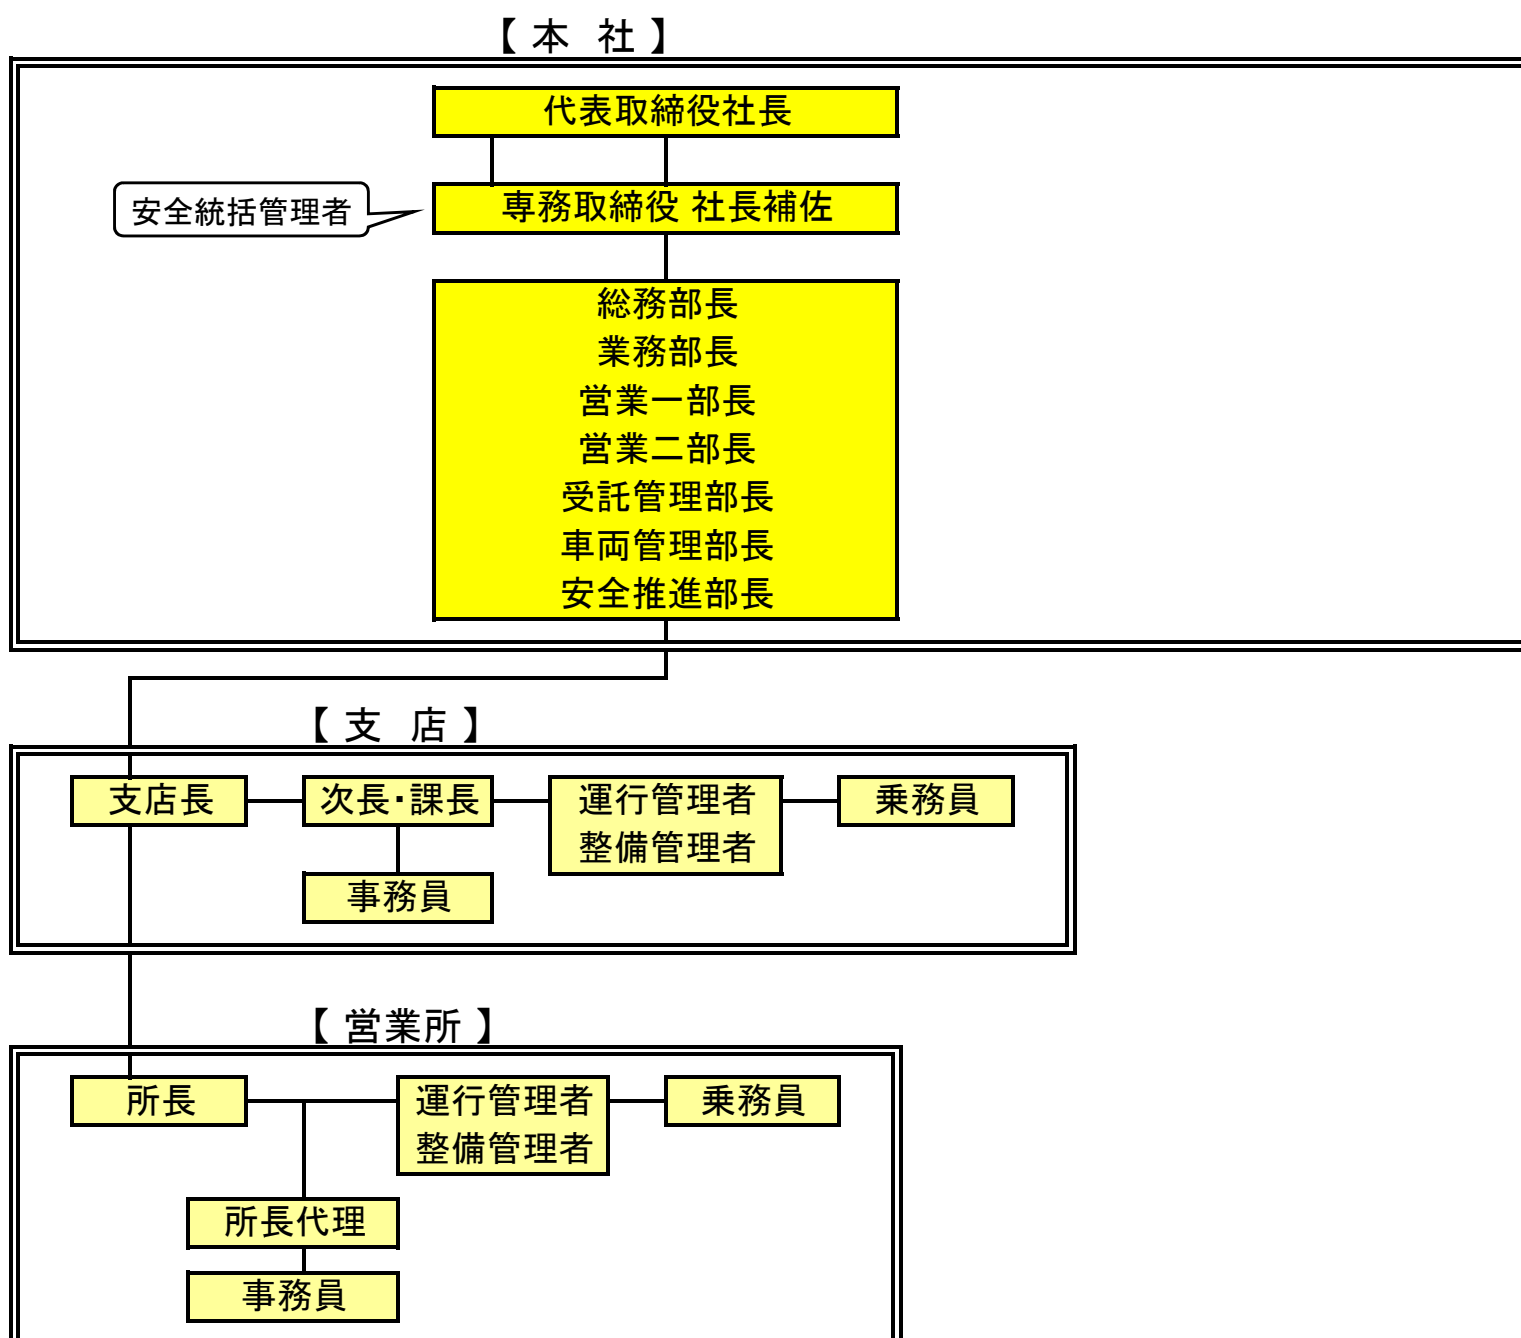 【 本 社 】
代表取締役社長
安全統括管理者
専務取締役 社長補佐
総務部長
業務部長
営業一部長
営業二部長
受託管理部長
車両管理部長
安全推進部長
【 支 店 】
支店長
次長・課長
運行管理者
整備管理者
乗務員
事務員
【 営業所 】
所長
運行管理者
整備管理者
乗務員
所長代理
事務員